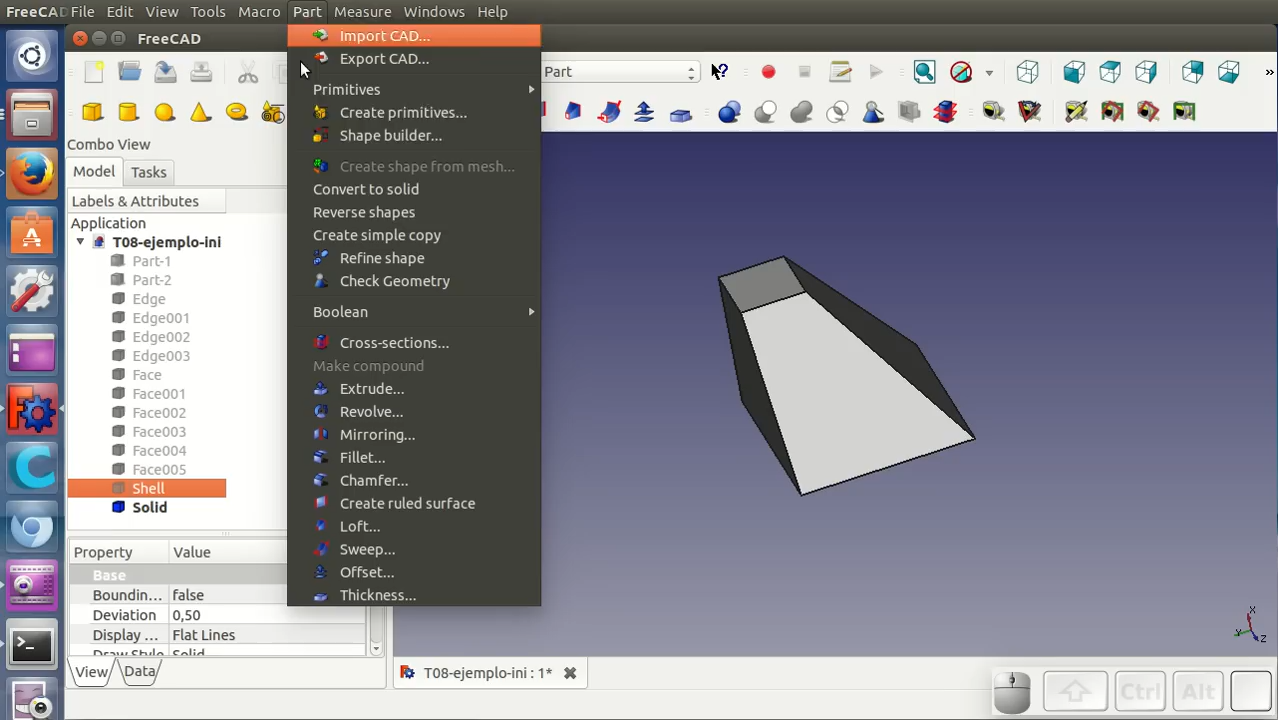 FreeCAD File Edit View Tools Macro Part Measure Windows Help
FreeCAD
Part
»
Import CAD...
Export CAD...
Primitives
Create primitives...
Shape builder...
Create shape from mesh...
Convert to solid
Reverse shapes
Create simple copy
Refine shape
Check Geometry
Boolean
Cross-sections...
Make compound
Extrude...
Revolve...
Mirroring...
Fillet...
Chamfer...
Create ruled surface
Loft...
Sweep...
Offset...
Thickness...
Combo View
Model Tasks
Labels & Attributes
Application
T08-ejemplo-ini
Part-1
Part-2
Edge
Edge001
Edge002
Edge003
Face
Face001
Face002
Face003
Face004
Face005
Shell
Solid
Property Value
Base
Boundin... false
Deviation 0,50
Display ... Flat Lines
Draw Style Solid
View Data
T08-ejemplo-ini : 1*
X
Y
Z
Ctrl
Alt